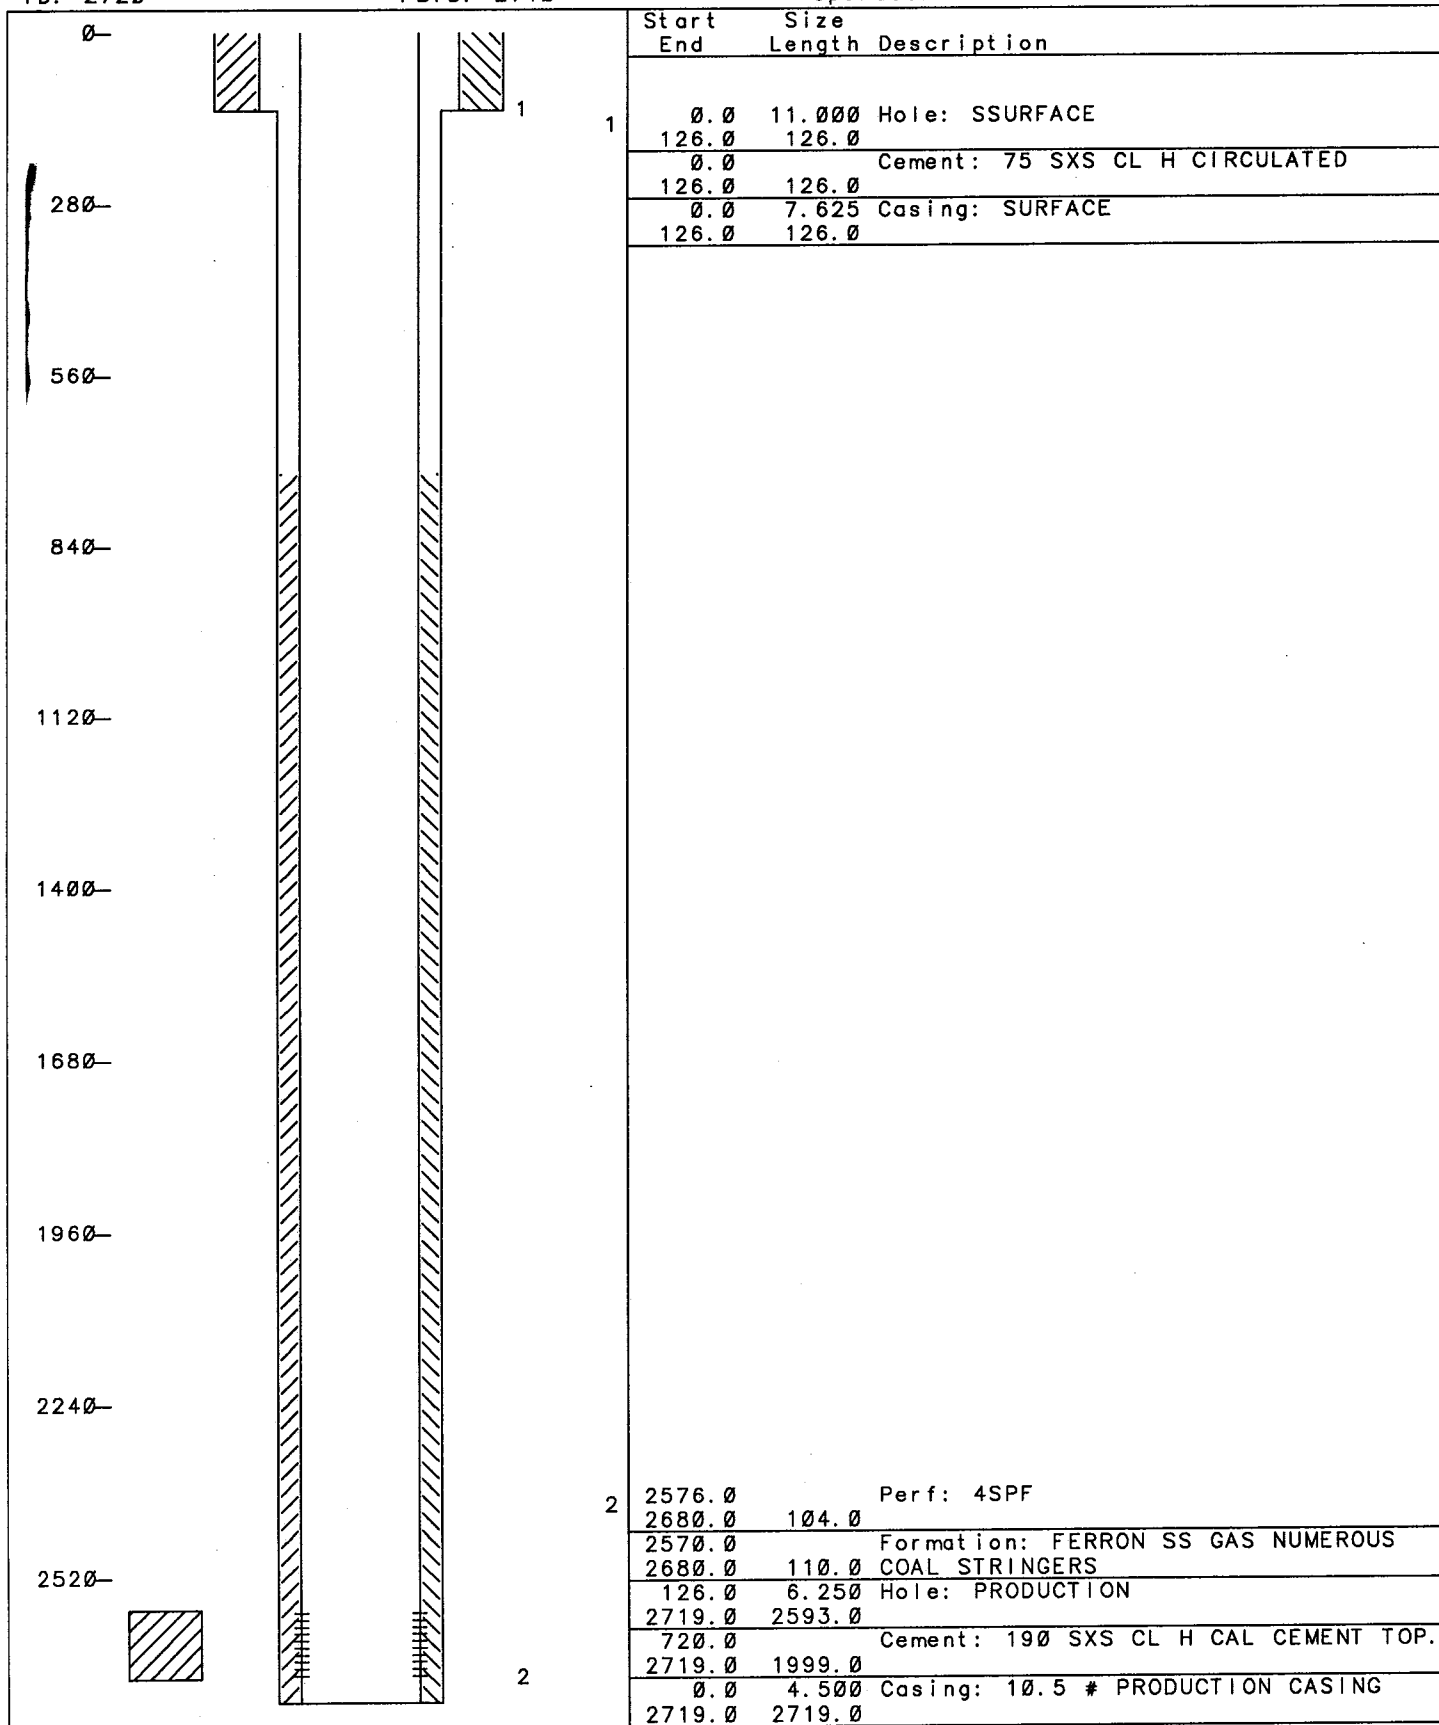 Start Size
End Length Description
0—
1
1
0.0 11.000 Hole: SSURFACE
126.0 126.0
0.0 Cement: 75 SXS CL H CIRCULATED
126.0 126.0
0.0 7.625 Casing: SURFACE
126.0 126.0
280—
560—
840—
1120—
1400—
1680—
1960—
2240—
2520—
2
2576.0 Perf: 4SPF
2680.0 104.0
2570.0 Formation: FERRON SS GAS NUMEROUS
2680.0 110.0 COAL STRINGERS
126.0 6.250 Hole: PRODUCTION
2719.0 2593.0
720.0 Cement: 190 SXS CL H CAL CEMENT TOP.
2719.0 1999.0
2
0.0 4.500 Casing: 10.5 # PRODUCTION CASING
2719.0 2719.0